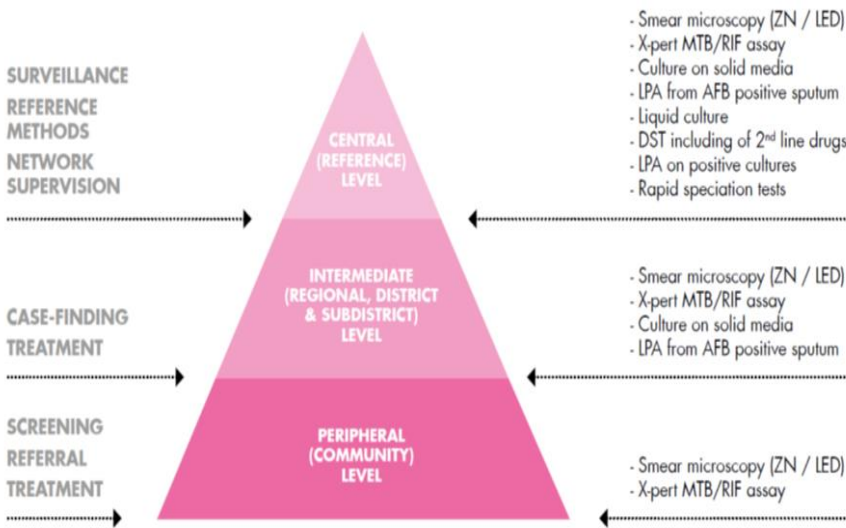 SURVEILLANCE
REFERENCE
METHODS
NETWORK
SUPERVISION
CENTRAL
(REFERENCE)
LEVEL
- Smear microscopy (ZN / LED)
- X-pert MTB/RIF assay
- Culture on solid media
- LPA from AFB positive sputum
- Liquid culture
- DST including of 2nd line drugs
- LPA on positive cultures
- Rapid speciation tests
CASE-FINDING
TREATMENT
INTERMEDIATE
(REGIONAL, DISTRICT
& SUBDISTRICT)
LEVEL
- Smear microscopy (ZN / LED)
- X-pert MTB/RIF assay
- Culture on solid media
- LPA from AFB positive sputum
SCREENING
REFERRAL
TREATMENT
PERIPHERAL
(COMMUNITY)
LEVEL
- Smear microscopy (ZN / LED)
- X-pert MTB/RIF assay